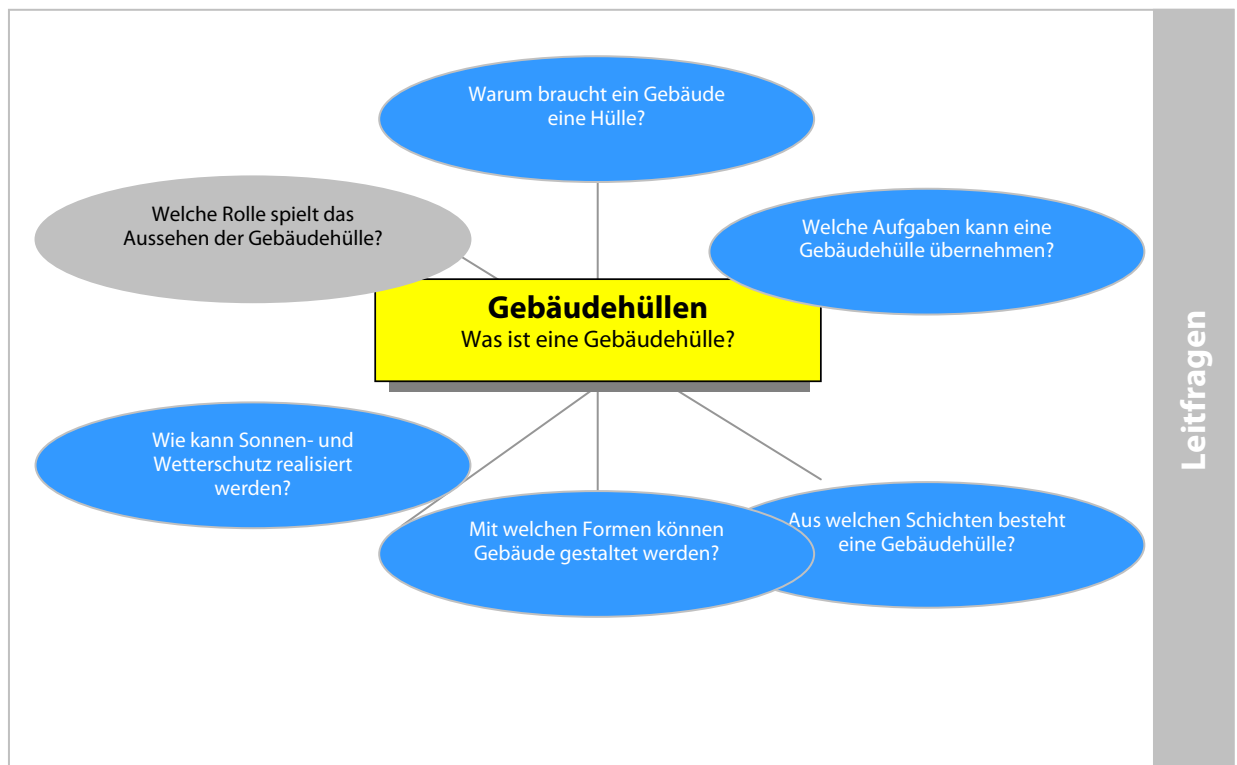 Warum braucht ein Gebäude
eine Hülle?
Welche Rolle spielt das
Aussehen der Gebäudehülle?
Welche Aufgaben kann eine
Gebäudehülle übernehmen?
Gebäudehüllen
Was ist eine Gebäudehülle?
Wie kann Sonnen- und
Wetterschutz realisiert
werden?
Mit welchen Formen können
Gebäude gestaltet werden?
Aus welchen Schichten besteht
eine Gebäudehülle?
Leitfragen